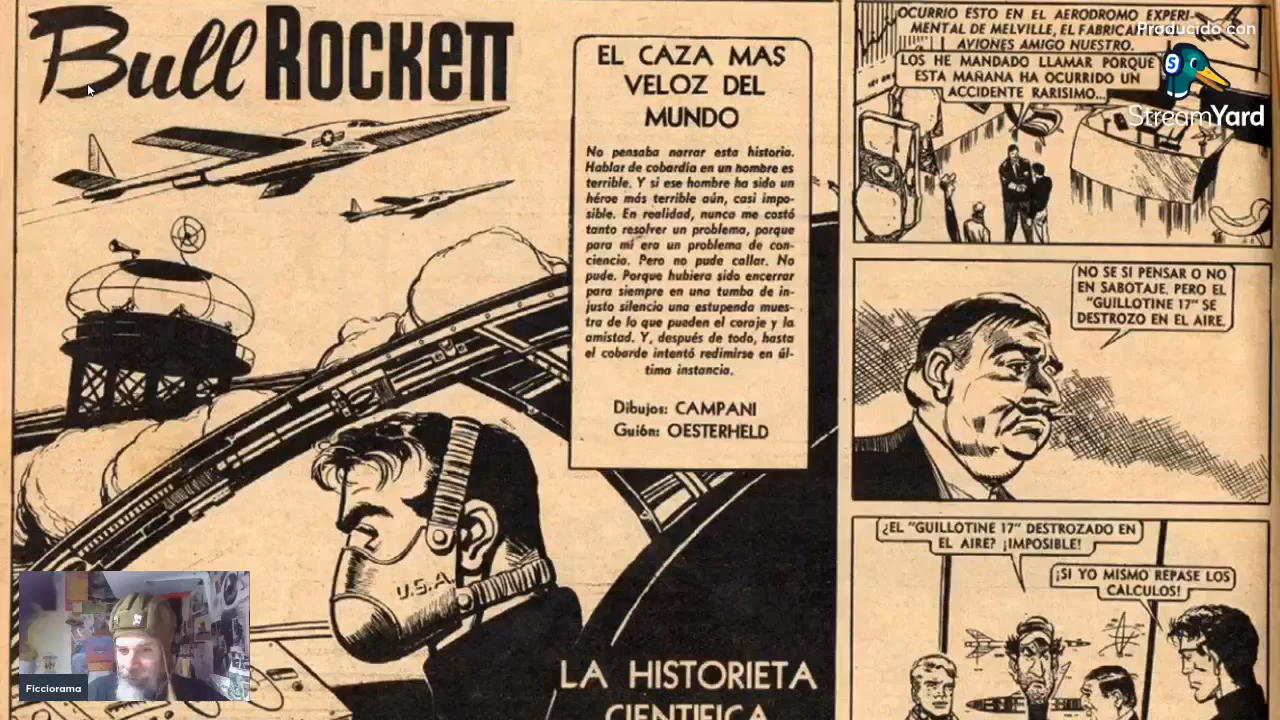 Bull ROCKETT
EL CAZA MAS
VELOZ DEL
MUNDO
No pensaba narrar esta historia.
Hablar de cobardía en un hombre es
terrible. Y si ese hombre ha sido un
héroe más terrible aún, casi impo-
sible. En realidad, nunca me costó
tanto resolver un problema, porque
para mí era un problema de con-
ciencia. Pero no pude callar. No
pude. Porque hubiera sido encerrar
para siempre en una tumba de in-
justo silencio una estupenda mues-
tra de lo que pueden el coraje y la
amistad. Y, después de todo, hasta
el cobarde intentó redimirse en úl-
tima instancia.
Dibujos: CAMPANI
Guión: OESTERHELD
U.S.A.
LA HISTORIETA
CIENTIFICA
OCURRIO ESTO EN EL AERODROMO EXPERI-
MENTAL DE MELVILLE, EL FABRICA
AVIONES AMIGO NUESTRO.
LOS HE MANDADO LLAMAR PORQUE
ESTA MAÑANA HA OCURRIDO UN
ACCIDENTE RARISIMO...
NO SE SI PENSAR O NO
EN SABOTAJE, PERO EL
"GUILLOTINE 17" SE
DESTROZO EN EL AIRE.
¿EL "GUILLOTINE 17" DESTROZADO EN
EL AIRE? ¡IMPOSIBLE!
¡SI YO MISMO REPASE LOS
CALCULOS!
Producido con
StreamYard
Ficciorama